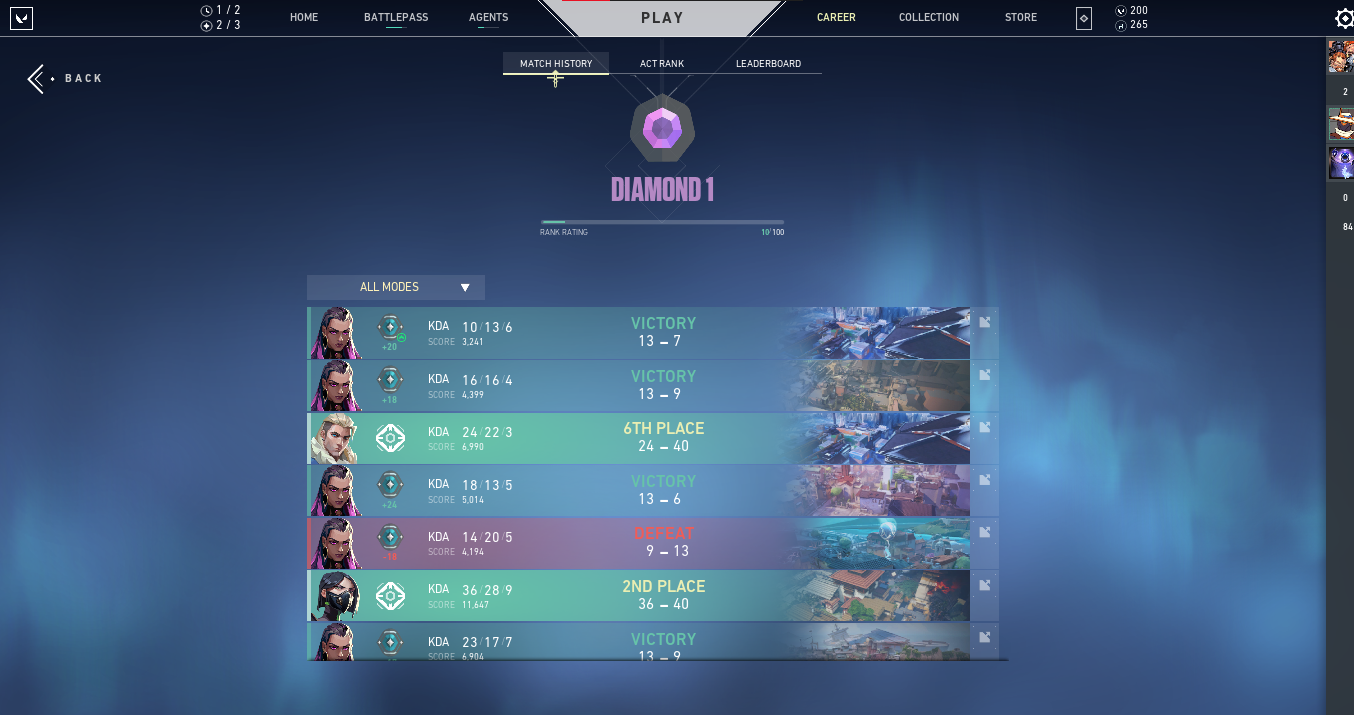 1 / 2
2 / 3
HOME
BATTLEPASS
AGENTS
PLAY
CAREER
COLLECTION
STORE
200
265
BACK
MATCH HISTORY
ACT RANK
LEADERBOARD
2
0
84
DIAMOND 1
RANK RATING
10/100
ALL MODES
KDA 10/13/6
SCORE 3,241
+20
VICTORY
13 – 7
KDA 16/16/4
SCORE 4,399
+18
VICTORY
13 – 9
KDA 24/22/3
SCORE 6,990
6TH PLACE
24 – 40
KDA 18/13/5
SCORE 5,014
+24
VICTORY
13 – 6
KDA 14/20/5
SCORE 4,194
DEFEAT
9 – 13
KDA 36/28/9
SCORE 11,647
2ND PLACE
36 – 40
KDA 23/17/7
SCORE 6,904
VICTORY
13 – 9